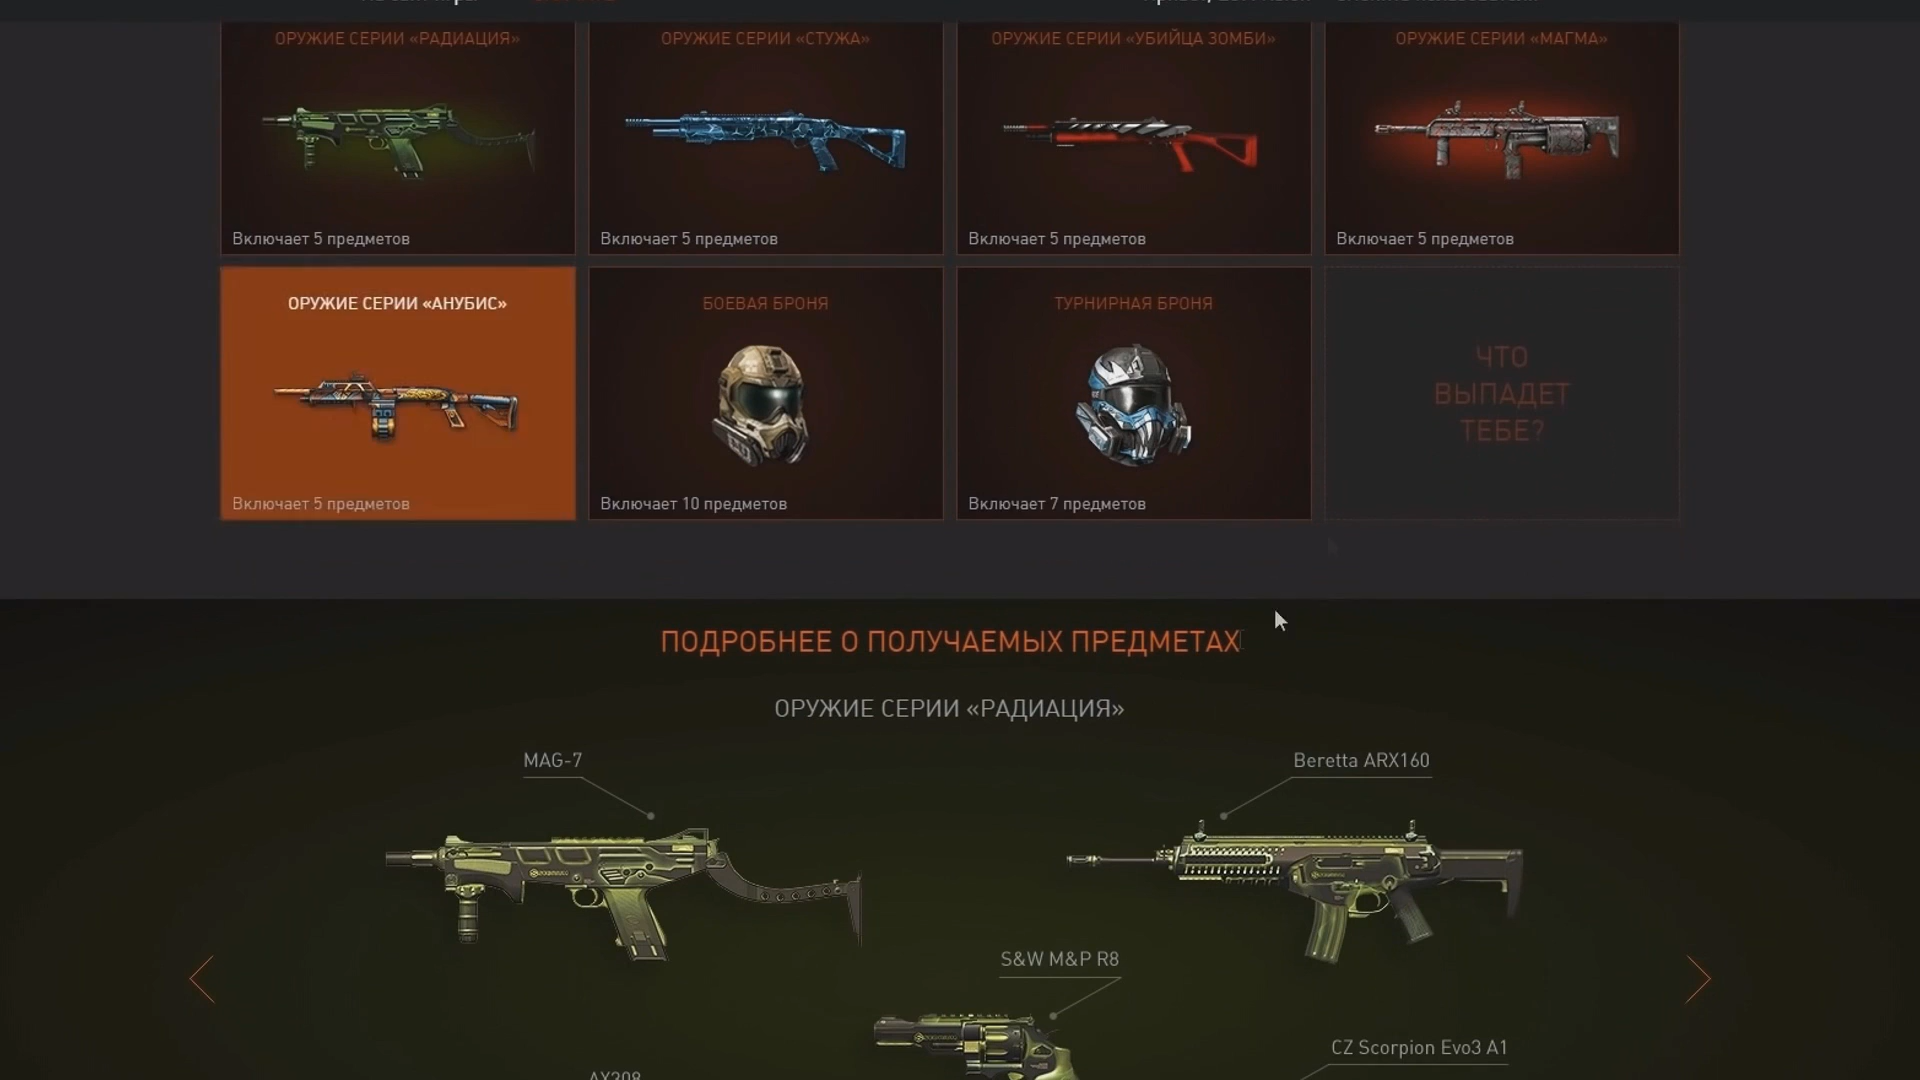 ОРУЖИЕ СЕРИИ «РАДИАЦИЯ»
ОРУЖИЕ СЕРИИ «СТУЖА»
ОРУЖИЕ СЕРИИ «УБИЙЦА ЗОМБИ»
ОРУЖИЕ СЕРИИ «МАГМА»
Включает 5 предметов
Включает 5 предметов
Включает 5 предметов
Включает 5 предметов
ОРУЖИЕ СЕРИИ «АНУБИС»
БОЕВАЯ БРОНЯ
ТУРНИРНАЯ БРОНЯ
ЧТО
ВЫПАДЕТ
ТЕБЕ?
Включает 5 предметов
Включает 10 предметов
Включает 7 предметов
ПОДРОБНЕЕ О ПОЛУЧАЕМЫХ ПРЕДМЕТАХ
ОРУЖИЕ СЕРИИ «РАДИАЦИЯ»
MAG-7
Beretta ARX160
S&W M&P R8
CZ Scorpion Evo3 A1
AX308